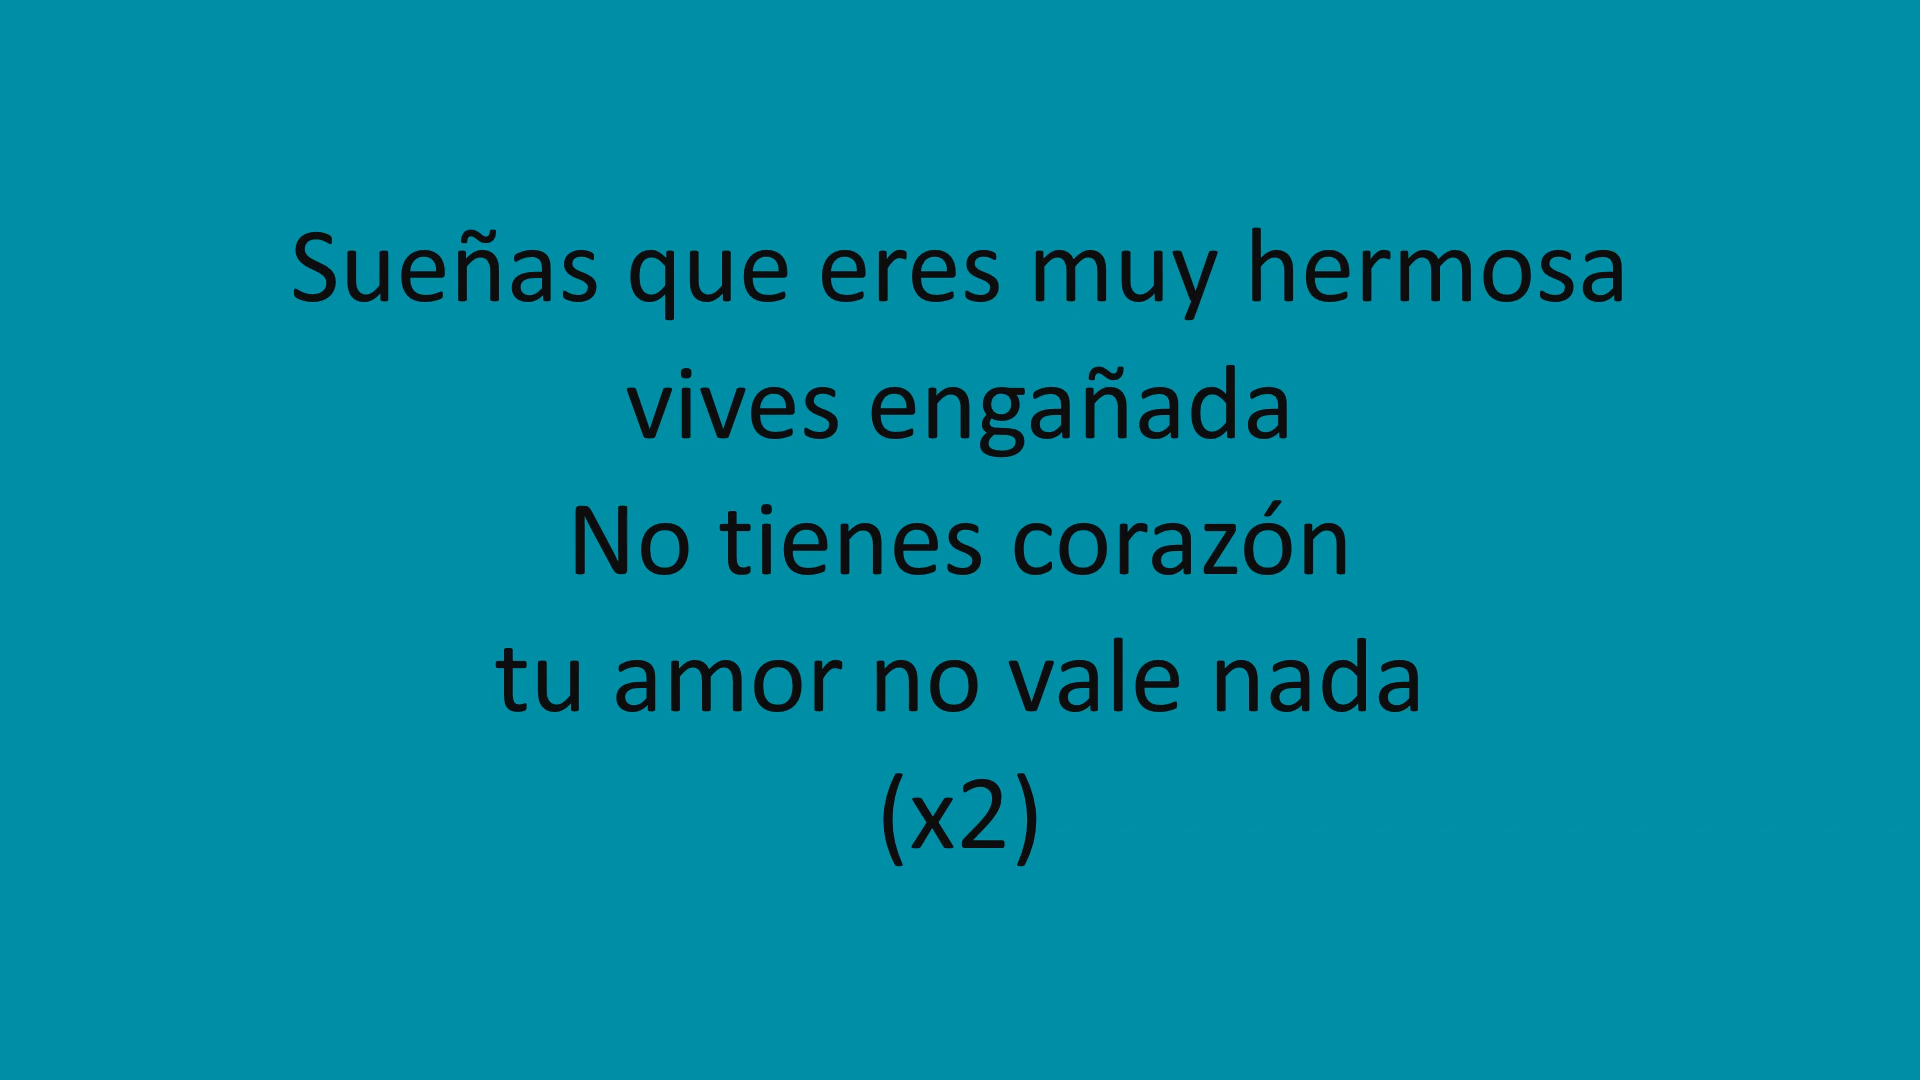 Sueñas que eres muy hermosa
vives engañada
No tienes corazón
tu amor no vale nada
(x2)